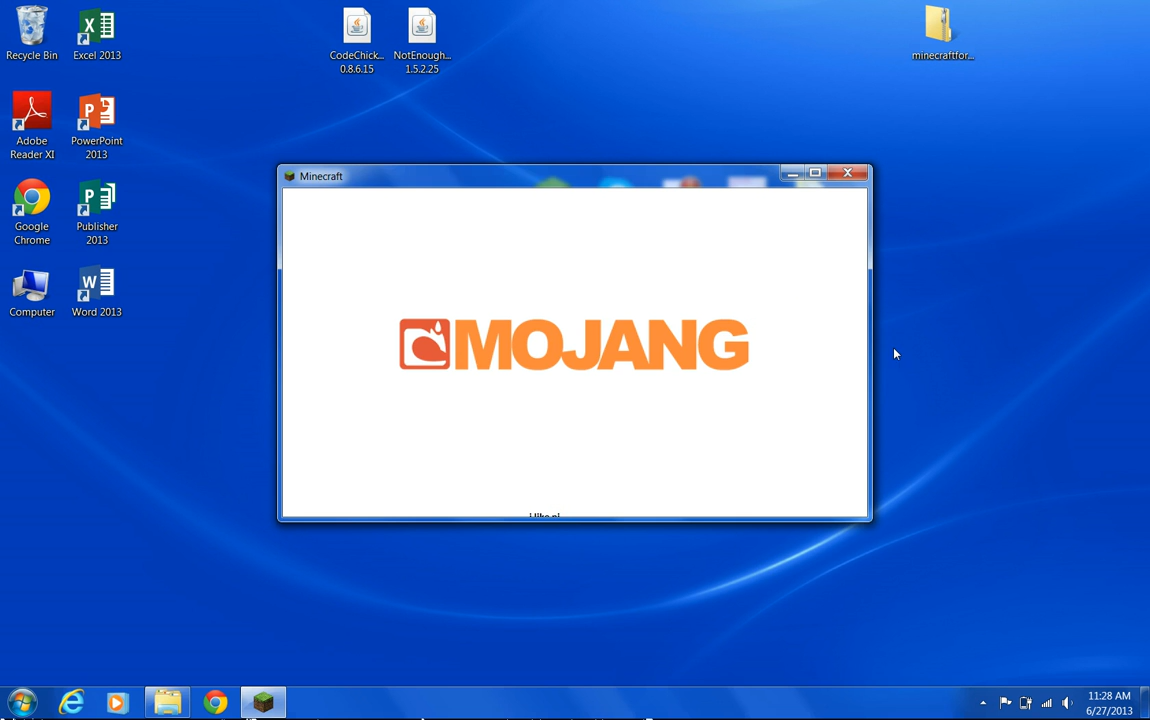 Recycle Bin
Excel 2013
CodeChick...
0.8.6.15
NotEnough...
1.5.2.25
minecraftfor...
Adobe
Reader XI
PowerPoint
2013
Google
Chrome
Publisher
2013
Computer
Word 2013
Minecraft
MOJANG
11:28 AM
6/27/2013